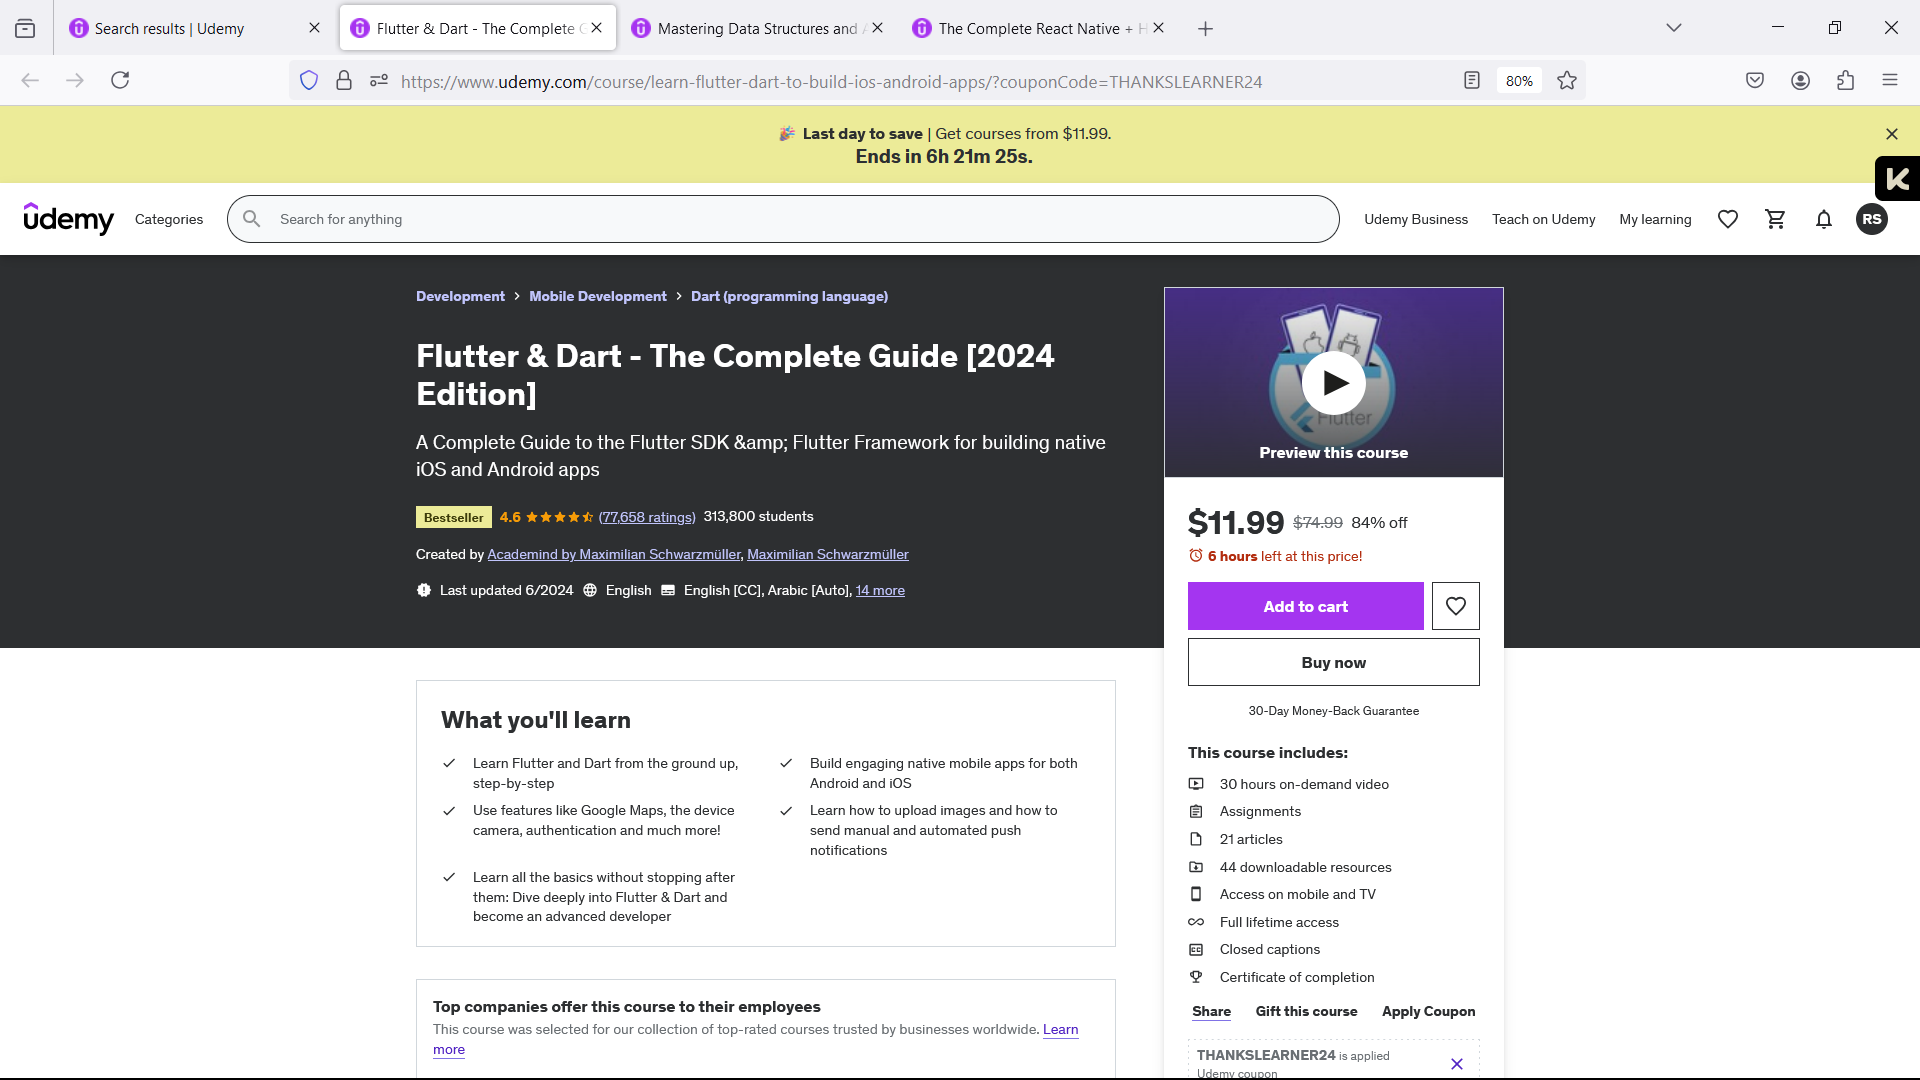 Search results | Udemy
Flutter & Dart - The Complete
Mastering Data Structures and
The Complete React Native +
https://www.udemy.com/course/learn-flutter-dart-to-build-ios-android-apps/?couponCode=THANKSLEARNER24
80%
🎉 Last day to save | Get courses from $11.99.
Ends in 6h 21m 25s.
K
udemy
Categories
Search for anything
Udemy Business
Teach on Udemy
My learning
RS
Development > Mobile Development > Dart (programming language)
Flutter & Dart - The Complete Guide [2024
Edition]
A Complete Guide to the Flutter SDK &amp; Flutter Framework for building native
iOS and Android apps
Bestseller 4.6 (77,658 ratings) 313,800 students
Created by Academind by Maximilian Schwarzmüller, Maximilian Schwarzmüller
Last updated 6/2024 English English [CC], Arabic [Auto], 14 more
Flutter
Preview this course
$11.99 $74.99 84% off
6 hours left at this price!
Add to cart
Buy now
30-Day Money-Back Guarantee
This course includes:
30 hours on-demand video
Assignments
21 articles
44 downloadable resources
Access on mobile and TV
Full lifetime access
Closed captions
Certificate of completion
Share
Gift this course
Apply Coupon
THANKSLEARNER24 is applied
Udemy coupon
What you'll learn
Learn Flutter and Dart from the ground up,
step-by-step
Build engaging native mobile apps for both
Android and iOS
Use features like Google Maps, the device
camera, authentication and much more!
Learn how to upload images and how to
send manual and automated push
notifications
Learn all the basics without stopping after
them: Dive deeply into Flutter & Dart and
become an advanced developer
Top companies offer this course to their employees
This course was selected for our collection of top-rated courses trusted by businesses worldwide. Learn
more